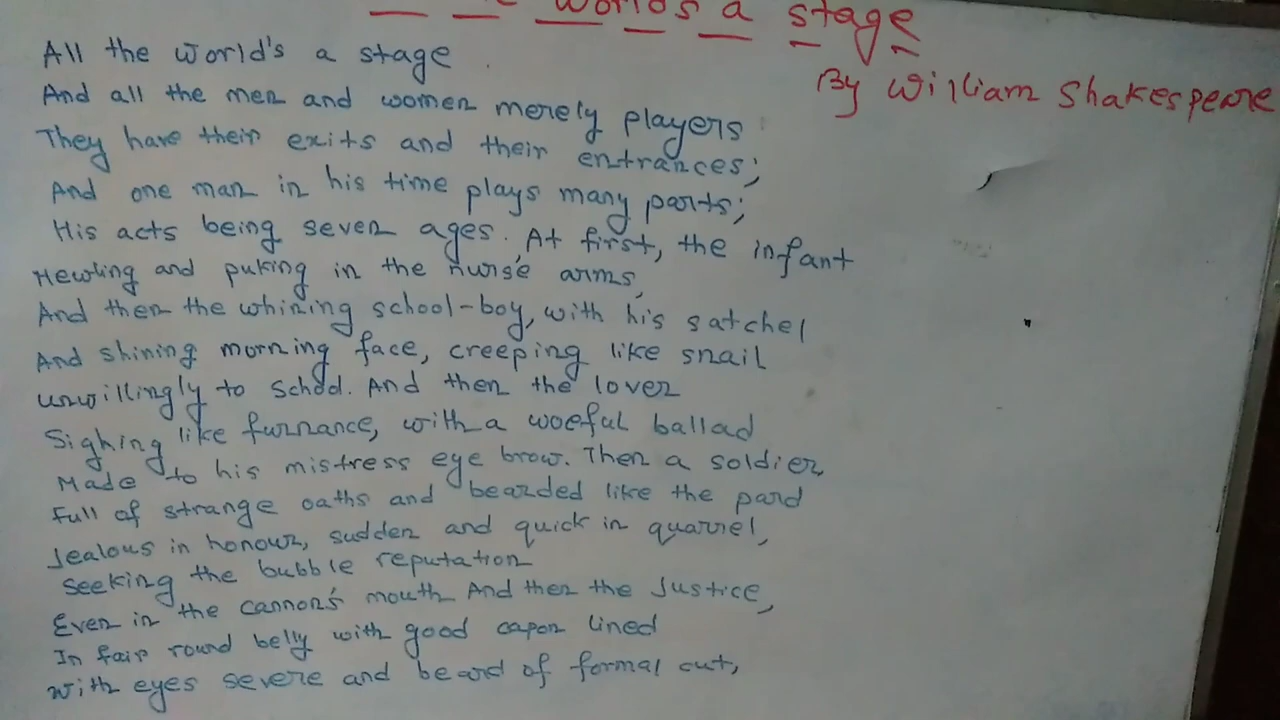 worlds a stage
By William Shakespeare
All the world's a stage
And all the men and women merely players
They have their exits and their entrances;
And one man in his time plays many parts;
His acts being seven ages. At first, the infant
Mewling and puking in the nurse's arms,
And then the whining school-boy, with his satchel
And shining morning face, creeping like snail
unwillingly to school. And then the lover
Sighing like furnance, with a woeful ballad
Made to his mistress eye brow. Then a soldier,
Full of strange oaths and bearded like the pard
Jealous in honour, sudden and quick in quarrel,
Seeking the bubble reputation
Even in the cannon's mouth And then the Justice,
In fair round belly with good capon lined
With eyes severe and beard of formal cut,